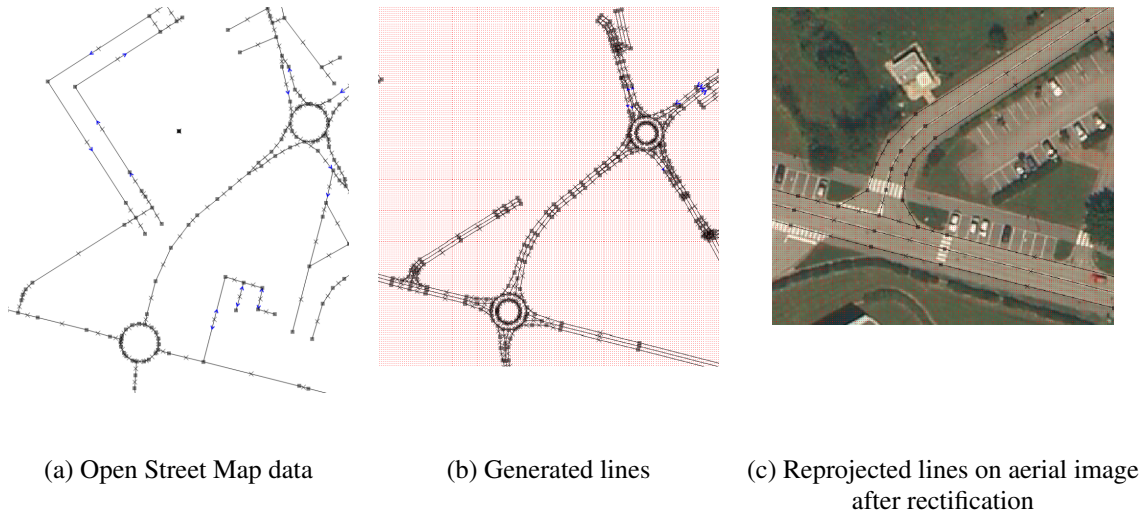 (a) Open Street Map data
(b) Generated lines
(c) Reprojected lines on aerial image
after rectification